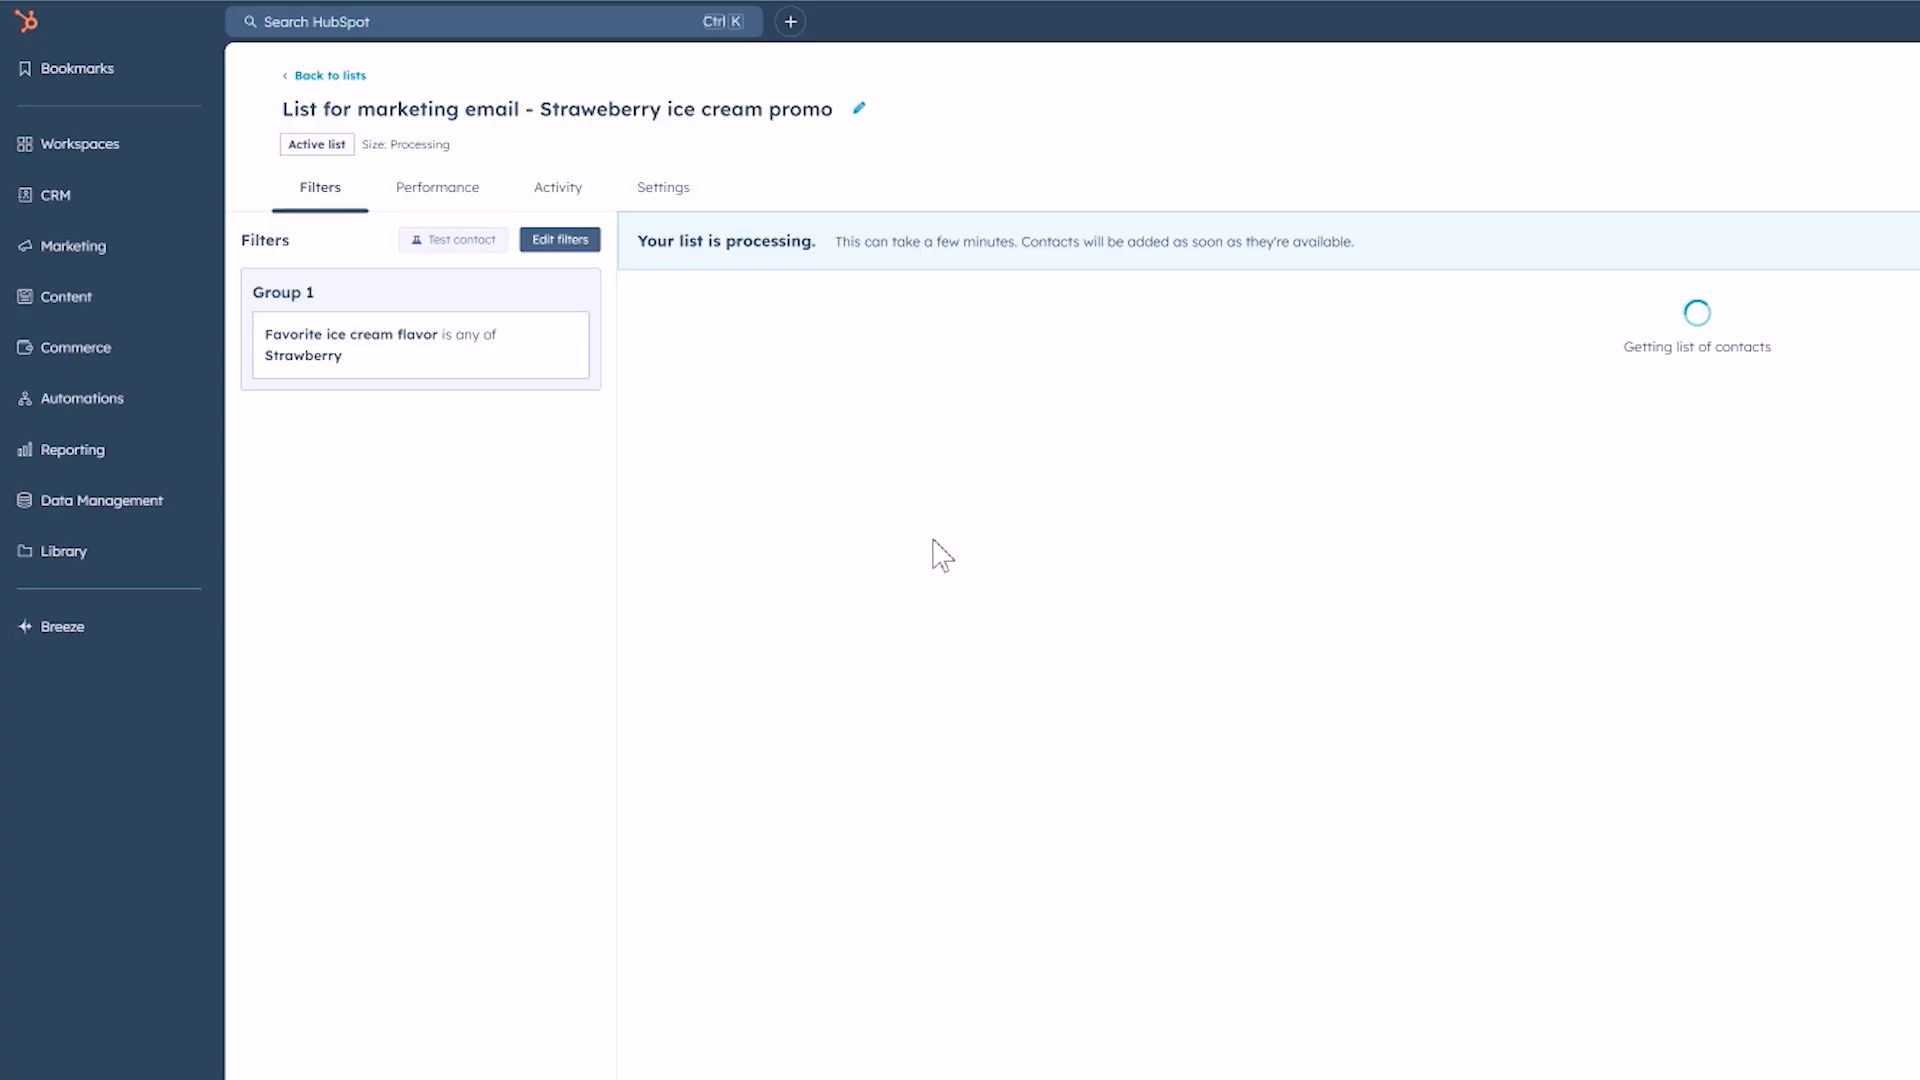 Search HubSpot
Ctrl K
Bookmarks
Workspaces
CRM
Marketing
Content
Commerce
Automations
Reporting
Data Management
Library
Breeze
Back to lists
List for marketing email - Straweberry ice cream promo
Active list
Size: Processing
Filters
Performance
Activity
Settings
Filters
Test contact
Edit filters
Group 1
Favorite ice cream flavor is any of
Strawberry
Your list is processing.
This can take a few minutes. Contacts will be added as soon as they're available.
Getting list of contacts